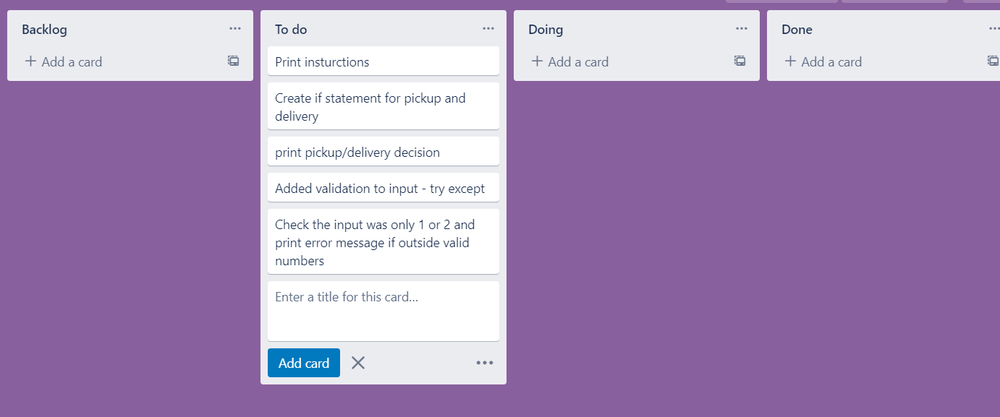 Backlog
+ Add a card
To do
Print insturctions
Create if statement for pickup and
delivery
print pickup/delivery decision
Added validation to input - try except
Check the input was only 1 or 2 and
print error message if outside valid
numbers
Enter a title for this card...
Add card
Doing
+ Add a card
Done
+ Add a card